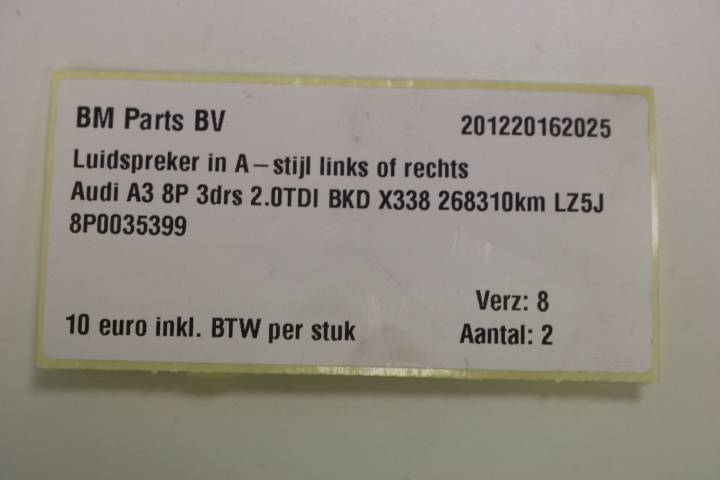 BM Parts BV 201220162025
Luidspreker in A-stijl links of rechts
Audi A3 8P 3drs 2.0TDI BKD X338 268310km LZ5J
8P0035399
Verz: 8
10 euro inkl. BTW per stuk Aantal: 2